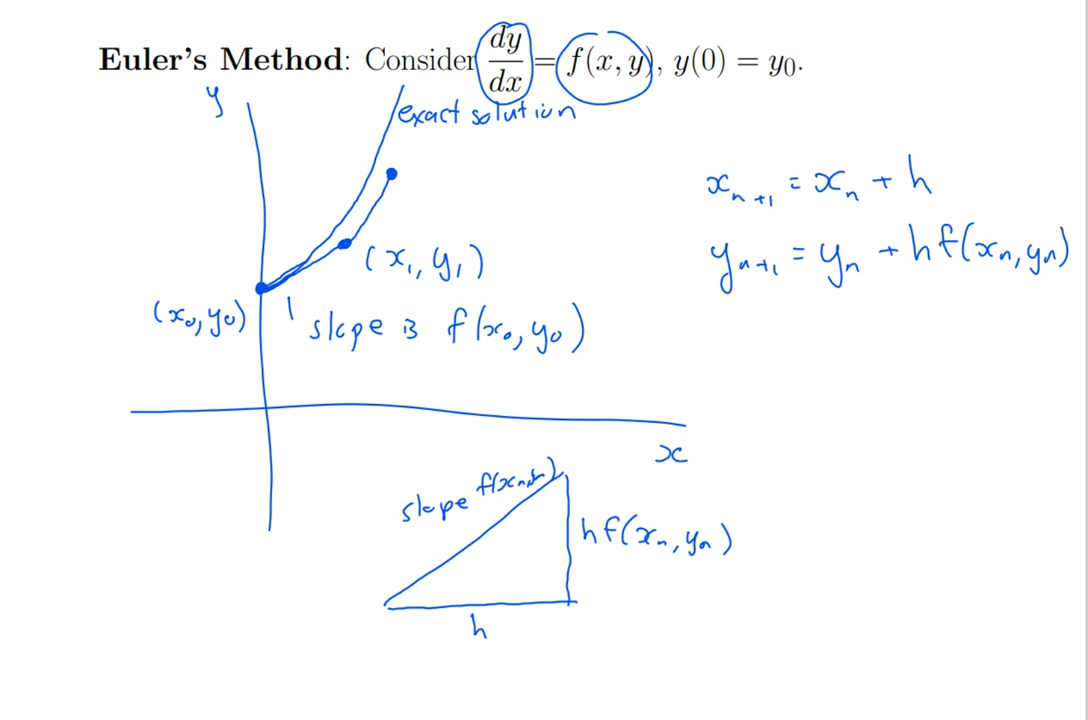 Euler's Method: Consider dy/dx = f(x, y), y(0) = y₀.
y
exact solution
xₙ₊₁ = xₙ + h
yₙ₊₁ = yₙ + hf(xₙ, yₙ)
(x₁, y₁)
(x₀, y₀)
slope is f(x₀, y₀)
x
slope f(xₙ, yₙ)
hf(xₙ, yₙ)
h